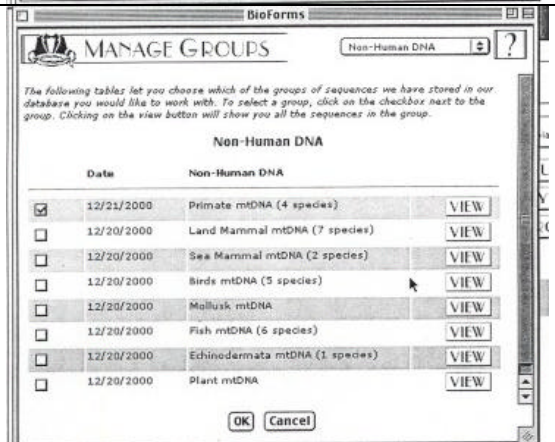 BioForms
MANAGE GROUPS
Non-Human DNA
?
The following tables let you choose which of the groups of sequences we have stored in our
database you would like to work with. To select a group, click on the checkbox next to the
group. Clicking on the view button will show you all the sequences in the group.
Non-Human DNA
Date Non-Human DNA
12/21/2000 Primate mtDNA (4 species) VIEW
12/20/2000 Land Mammal mtDNA (7 species) VIEW
12/20/2000 Sea Mammal mtDNA (2 species) VIEW
12/20/2000 Birds mtDNA (5 species) VIEW
12/20/2000 Mollusk mtDNA VIEW
12/20/2000 Fish mtDNA (6 species) VIEW
12/20/2000 Echinodermata mtDNA (1 species) VIEW
12/20/2000 Plant mtDNA VIEW
OK Cancel